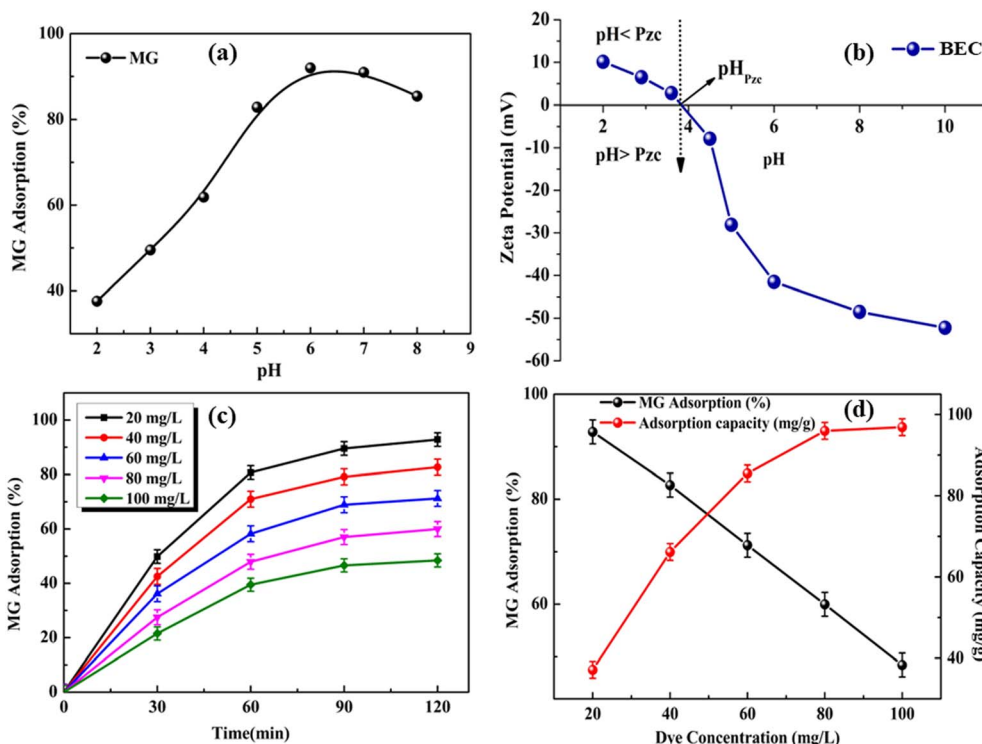 (a)
MG
100
80
60
40
MG Adsorption (%)
2 3 4 5 6 7 8 9
pH
(b)
BEC
pH< Pzc
pH_Pzc
pH> Pzc
20
10
0
-10
-20
-30
-40
-50
-60
Zeta Potential (mV)
2 4 6 8 10
pH
(c)
20 mg/L
40 mg/L
60 mg/L
80 mg/L
100 mg/L
100
80
60
40
20
0
MG Adsorption (%)
0 30 60 90 120
Time(min)
(d)
MG Adsorption (%)
Adsorption capacity (mg/g)
100
80
60
MG Adsorption (%)
100
80
60
40
Adsorption Capacity (mg/g)
20 40 60 80 100
Dye Concentration (mg/L)